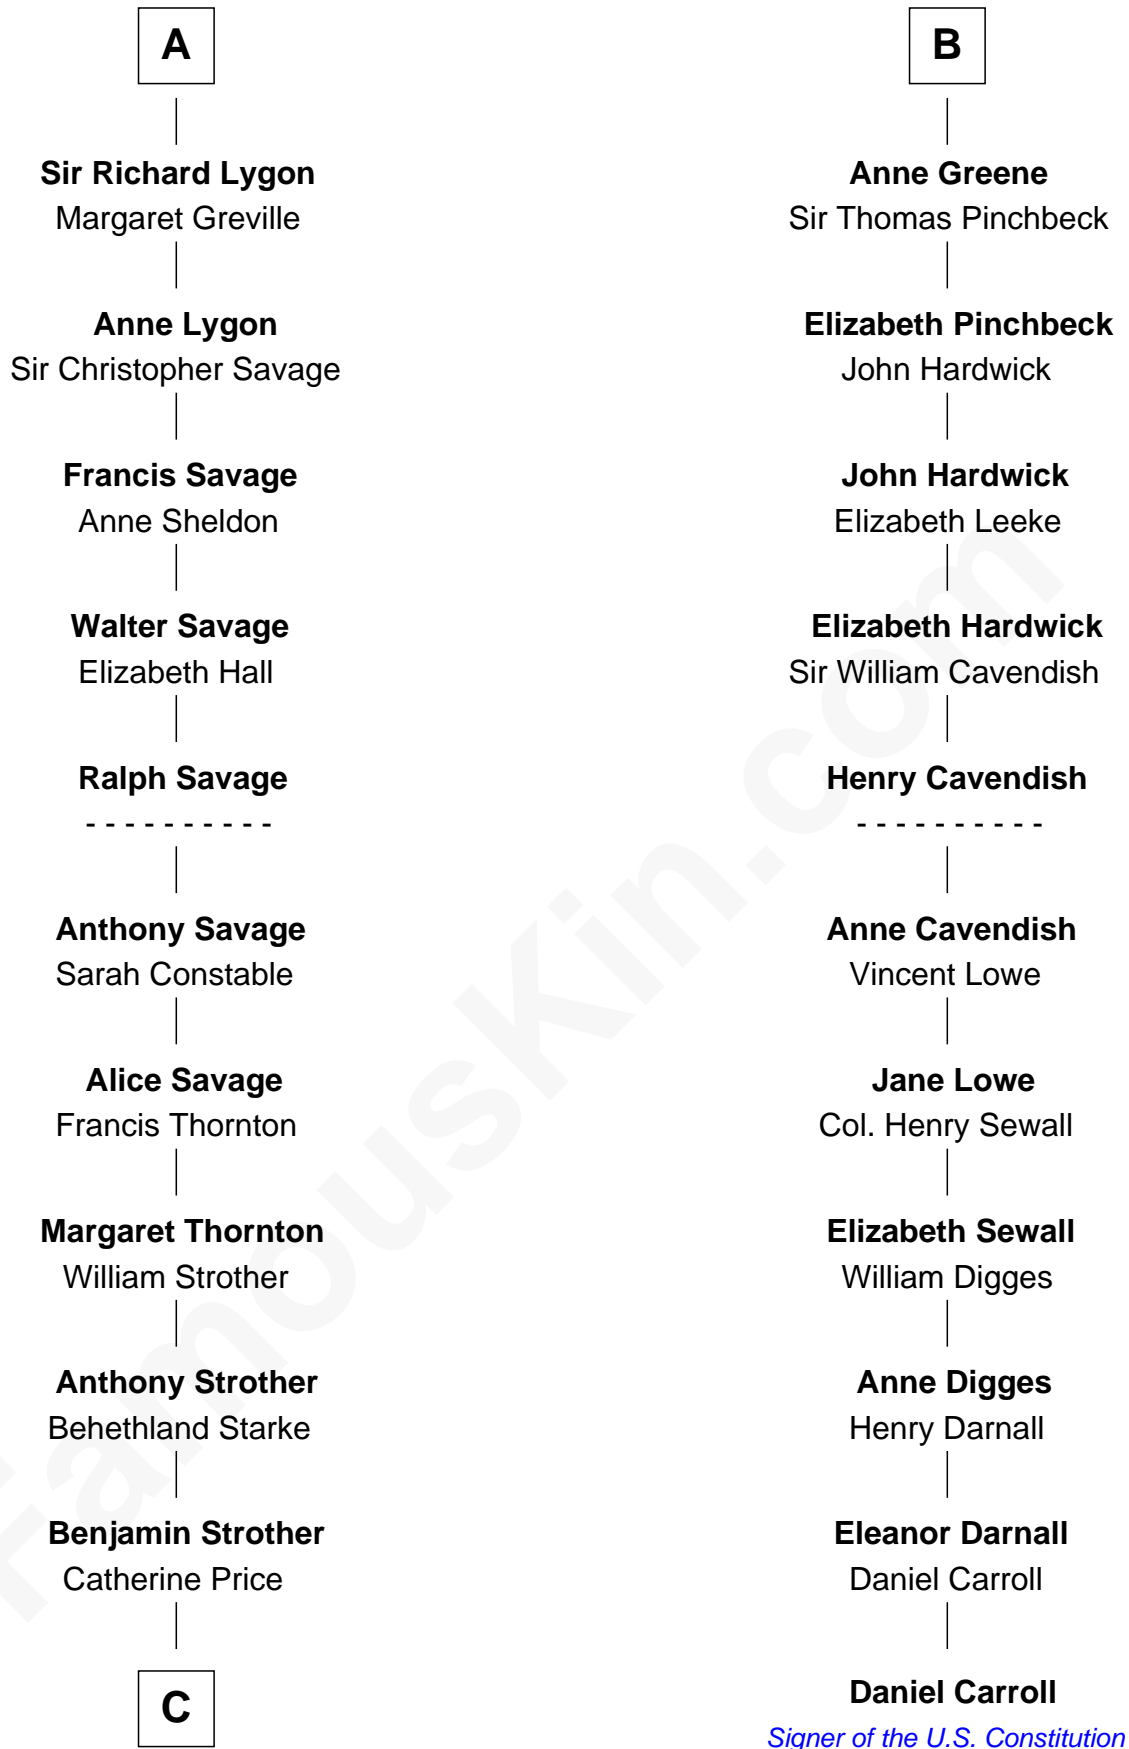 A
Sir Richard Lygon
Margaret Greville
Anne Lygon
Sir Christopher Savage
Francis Savage
Anne Sheldon
Walter Savage
Elizabeth Hall
Ralph Savage
- - - - - - - - - -
Anthony Savage
Sarah Constable
Alice Savage
Francis Thornton
Margaret Thornton
William Strother
Anthony Strother
Behethland Starke
Benjamin Strother
Catherine Price
C
B
Anne Greene
Sir Thomas Pinchbeck
Elizabeth Pinchbeck
John Hardwick
John Hardwick
Elizabeth Leeke
Elizabeth Hardwick
Sir William Cavendish
Henry Cavendish
- - - - - - - - - -
Anne Cavendish
Vincent Lowe
Jane Lowe
Col. Henry Sewall
Elizabeth Sewall
William Digges
Anne Digges
Henry Darnall
Eleanor Darnall
Daniel Carroll
Daniel Carroll
Signer of the U.S. Constitution
FamousKin.com